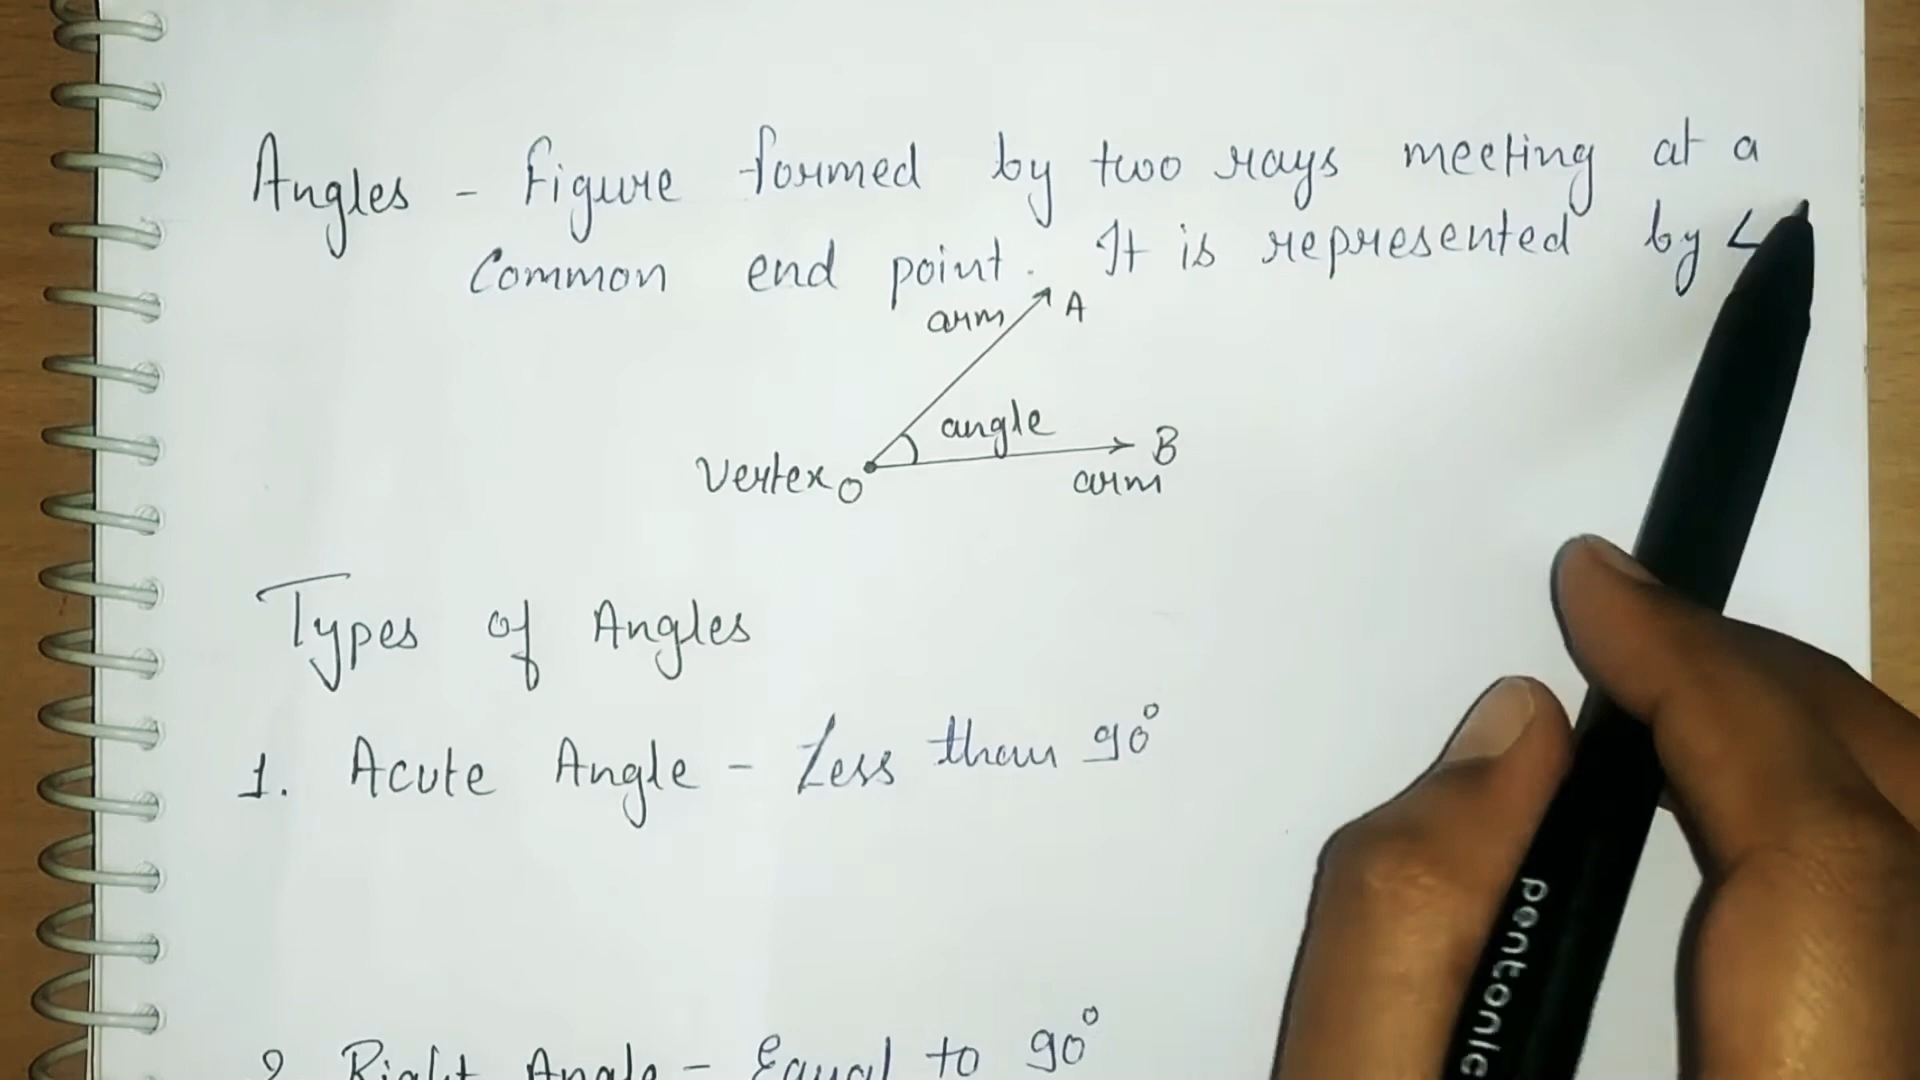 Angles - Figure formed by two rays meeting at a
Common end point. It is represented by ∠
arm A
angle
B
Vertex O
arm
Types of Angles
1. Acute Angle - Less than 90°
2. Right Angle - Equal to 90°
pentonic